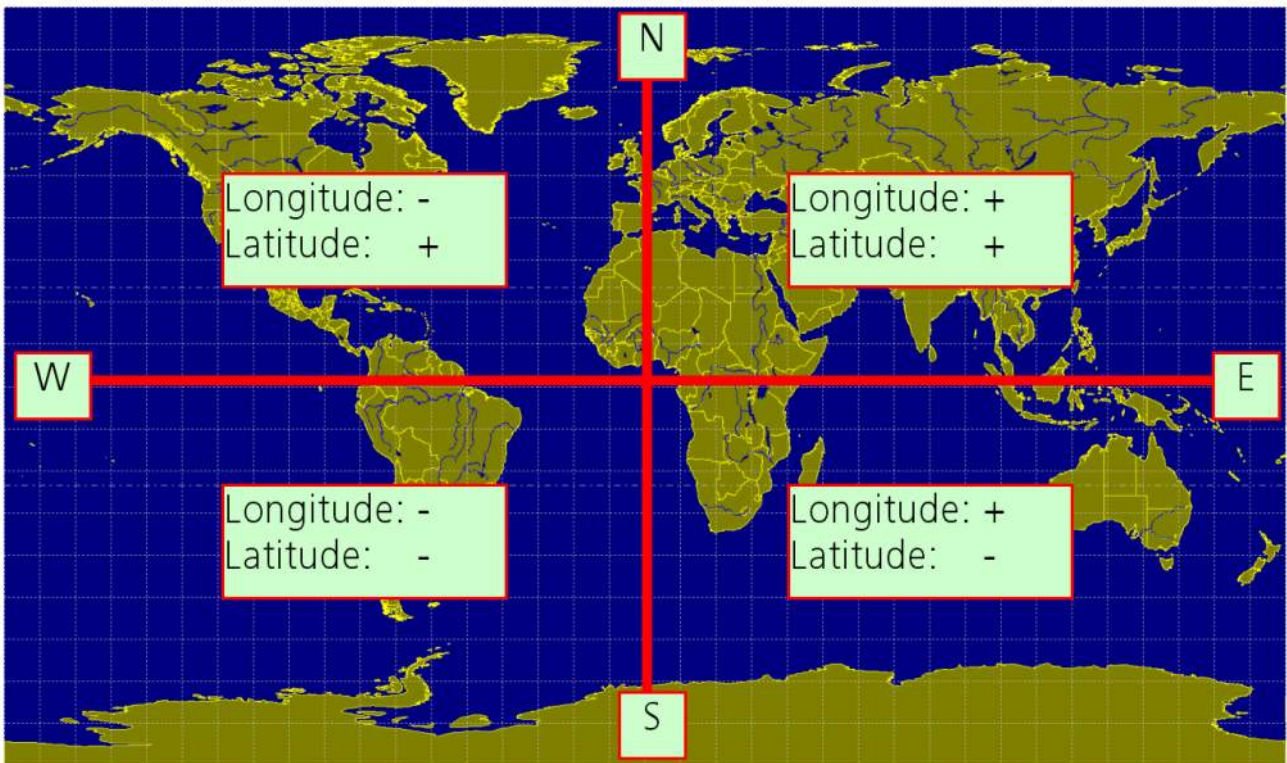 N
Longitude: -
Latitude: +
Longitude: +
Latitude: +
W
E
Longitude: -
Latitude: -
Longitude: +
Latitude: -
S